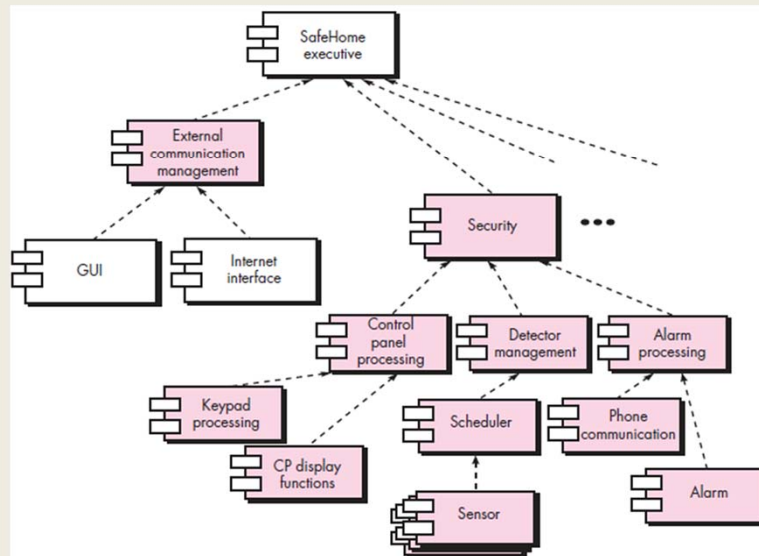 SafeHome
executive
External
communication
management
Security
GUI
Internet
interface
Control
panel
processing
Detector
management
Alarm
processing
Keypad
processing
Scheduler
Phone
communication
CP display
functions
Sensor
Alarm